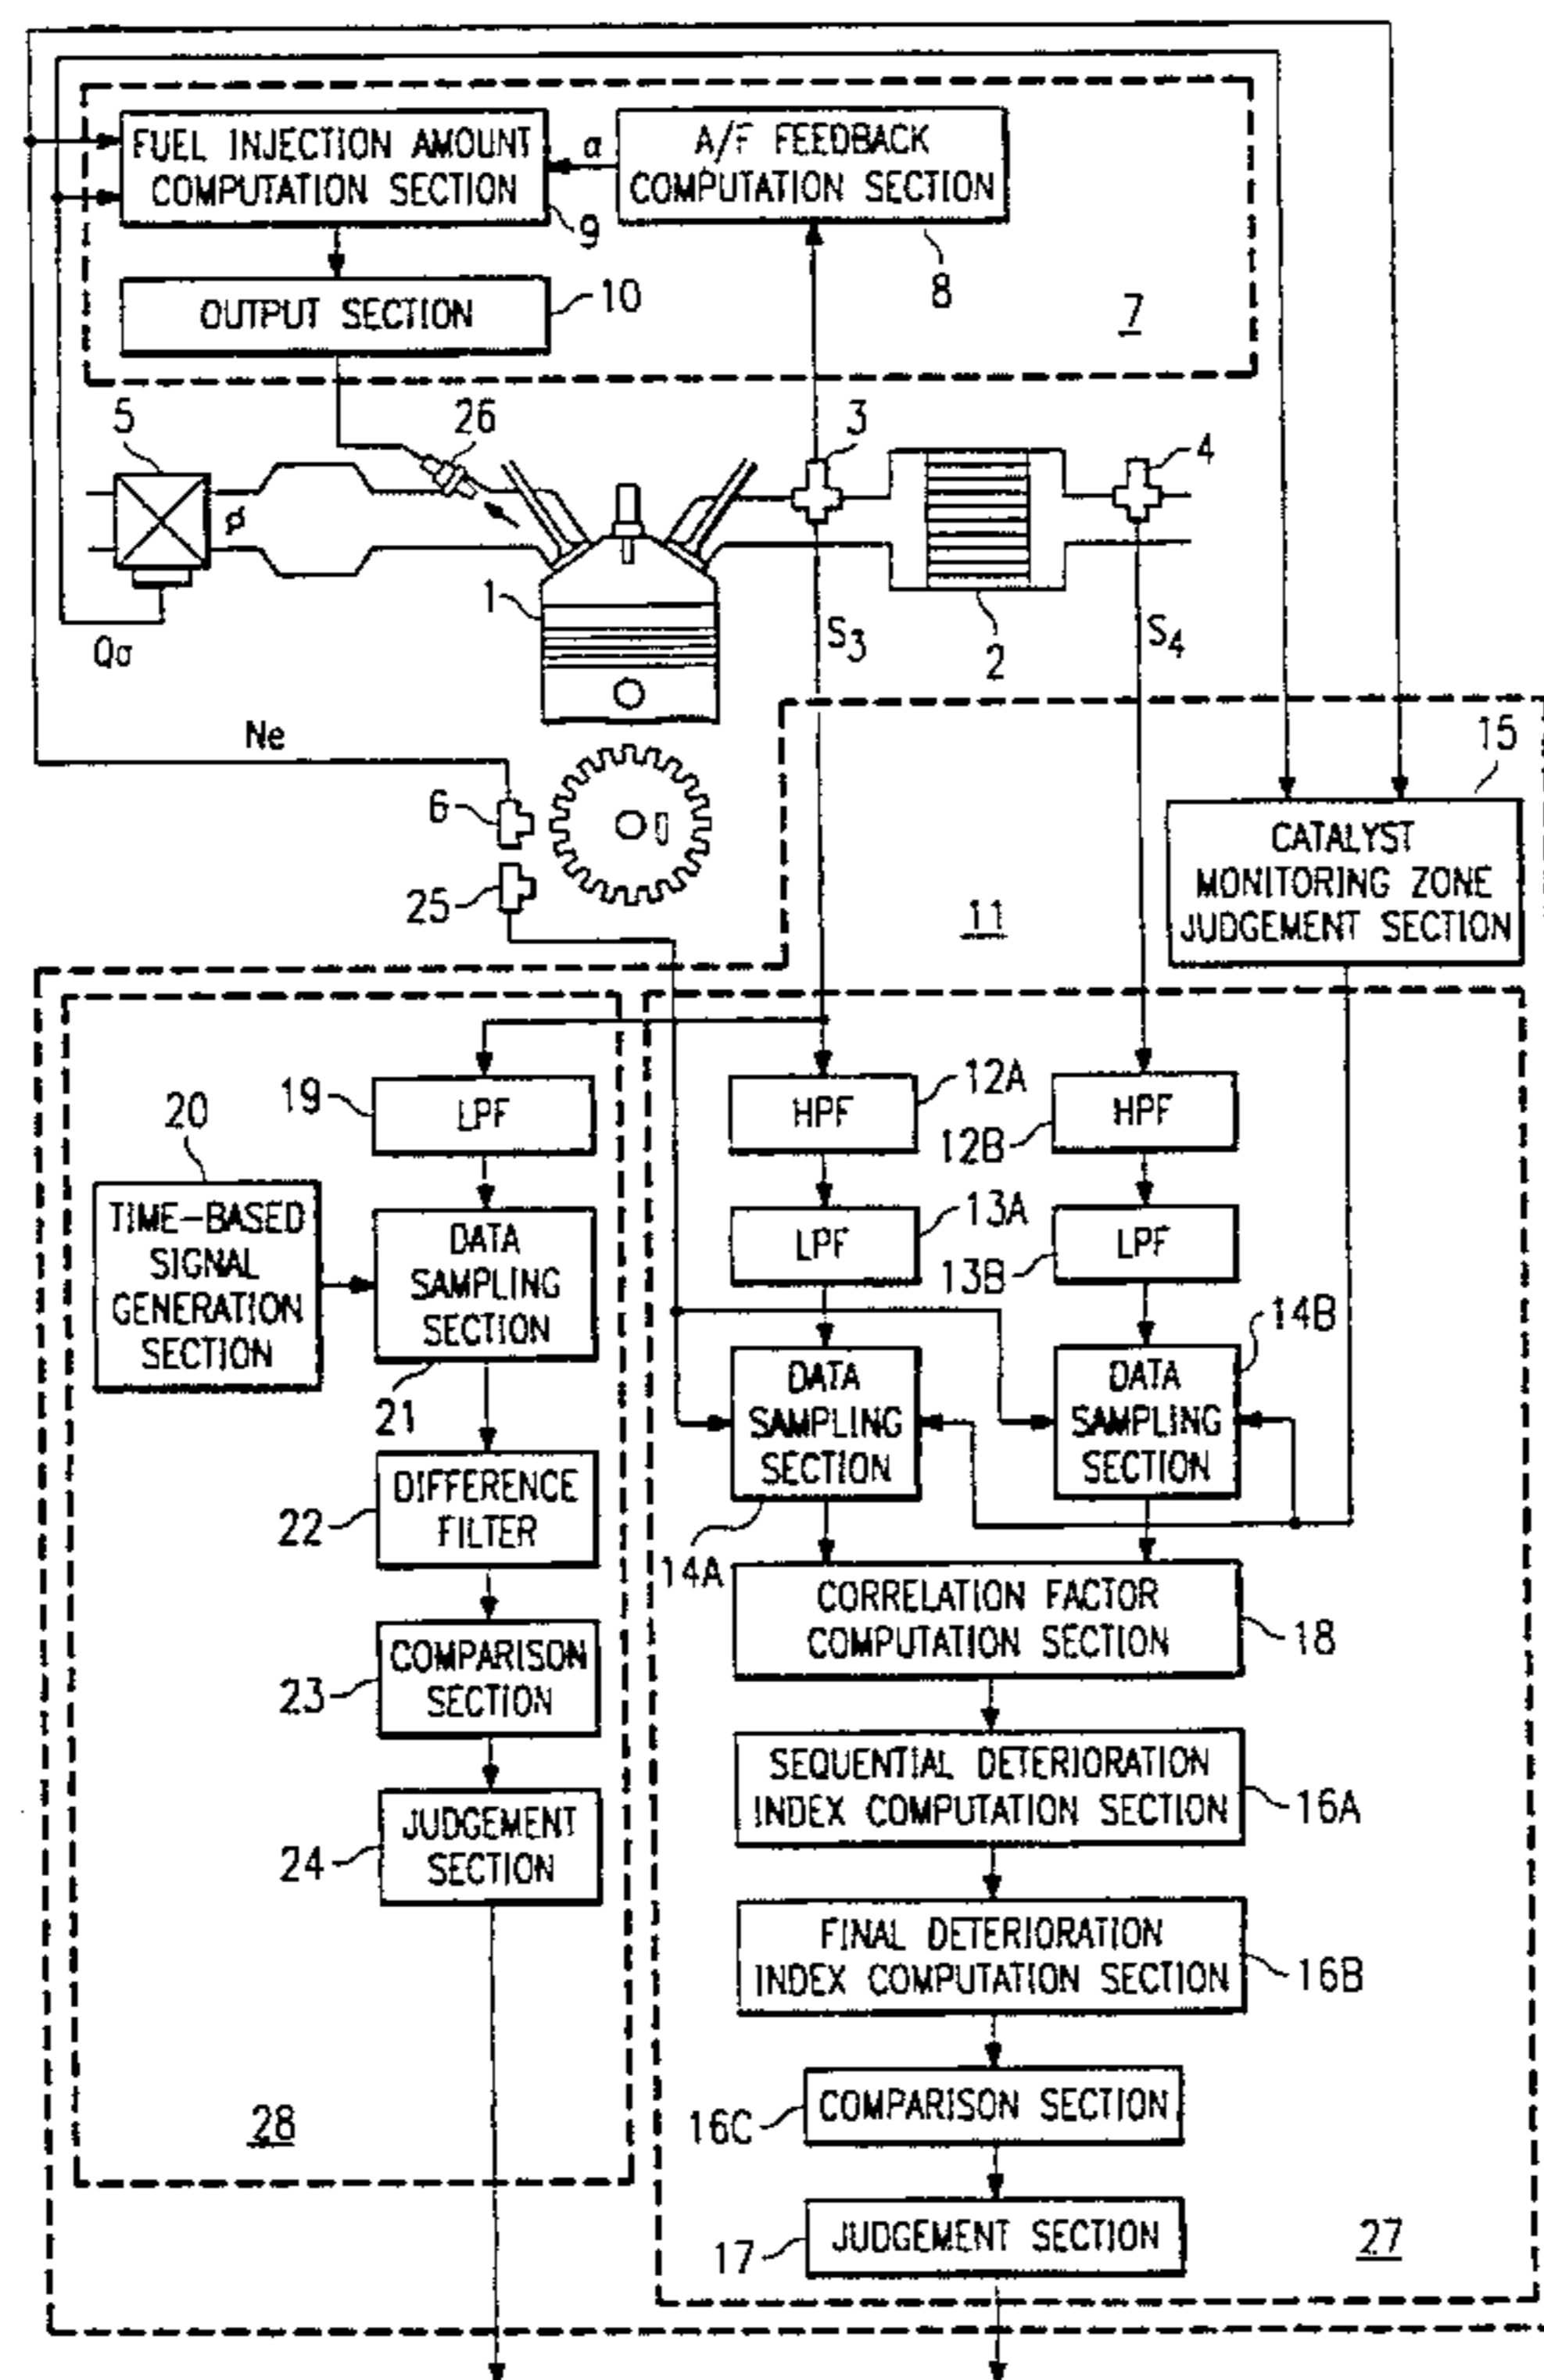 FUEL INJECTION AMOUNT
COMPUTATION SECTION
9
α
A/F FEEDBACK
COMPUTATION SECTION
8
OUTPUT SECTION
10
7
5
26
3
4
φ
1
S3
2
S4
Qa
Ne
15
6
CATALYST
MONITORING ZONE
JUDGEMENT SECTION
25
11
19
LPF
HPF
12A
HPF
12B
20
TIME-BASED
SIGNAL
GENERATION
SECTION
DATA
SAMPLING
SECTION
21
LPF
13A
LPF
13B
14B
DATA
SAMPLING
SECTION
14A
DATA
SAMPLING
SECTION
DIFFERENCE
FILTER
22
CORRELATION FACTOR
COMPUTATION SECTION
18
COMPARISON
SECTION
23
SEQUENTIAL DETERIORATION
INDEX COMPUTATION SECTION
16A
JUDGEMENT
SECTION
24
FINAL DETERIORATION
INDEX COMPUTATION SECTION
16B
COMPARISON SECTION
16C
28
JUDGEMENT SECTION
17
27